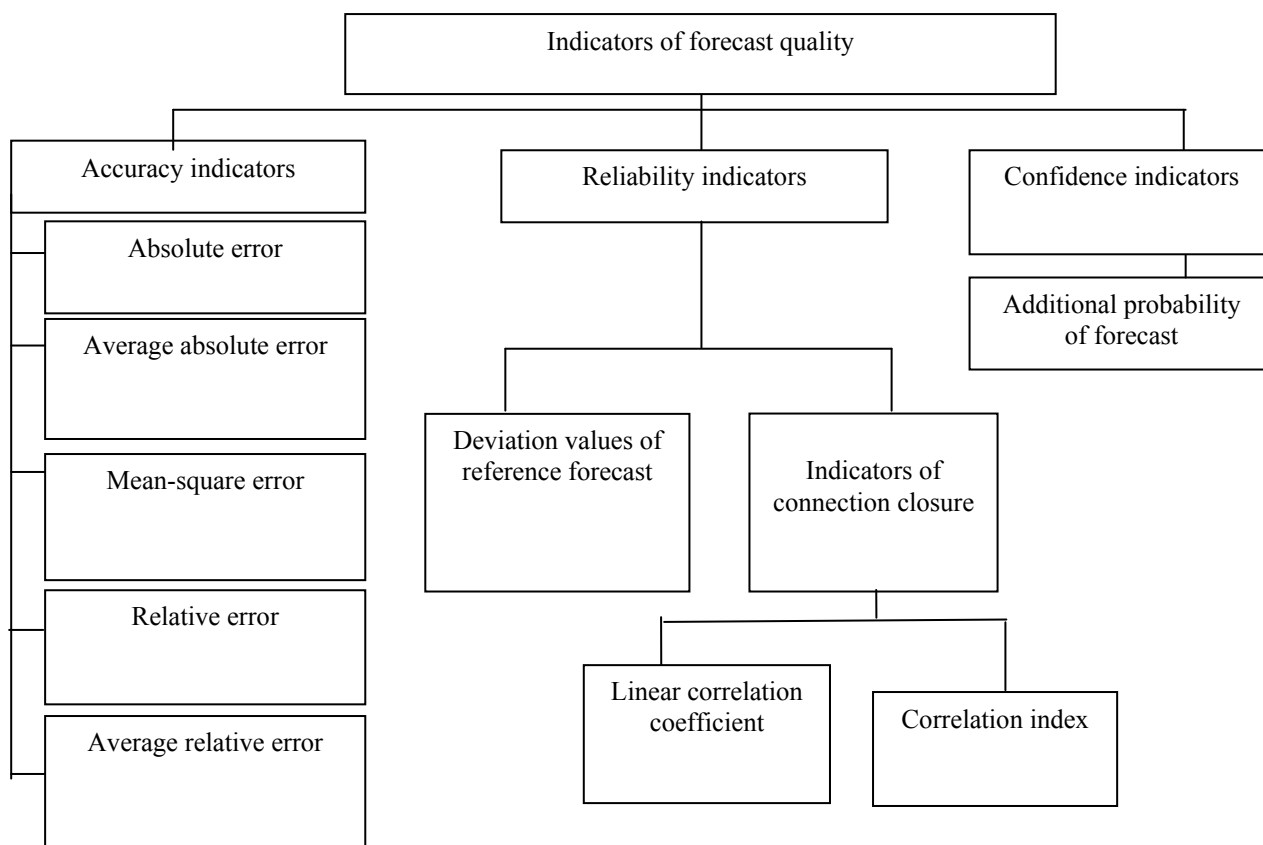 Indicators of forecast quality
Accuracy indicators
Absolute error
Average absolute error
Mean-square error
Relative error
Average relative error
Reliability indicators
Deviation values of
reference forecast
Indicators of
connection closure
Linear correlation
coefficient
Correlation index
Confidence indicators
Additional probability
of forecast